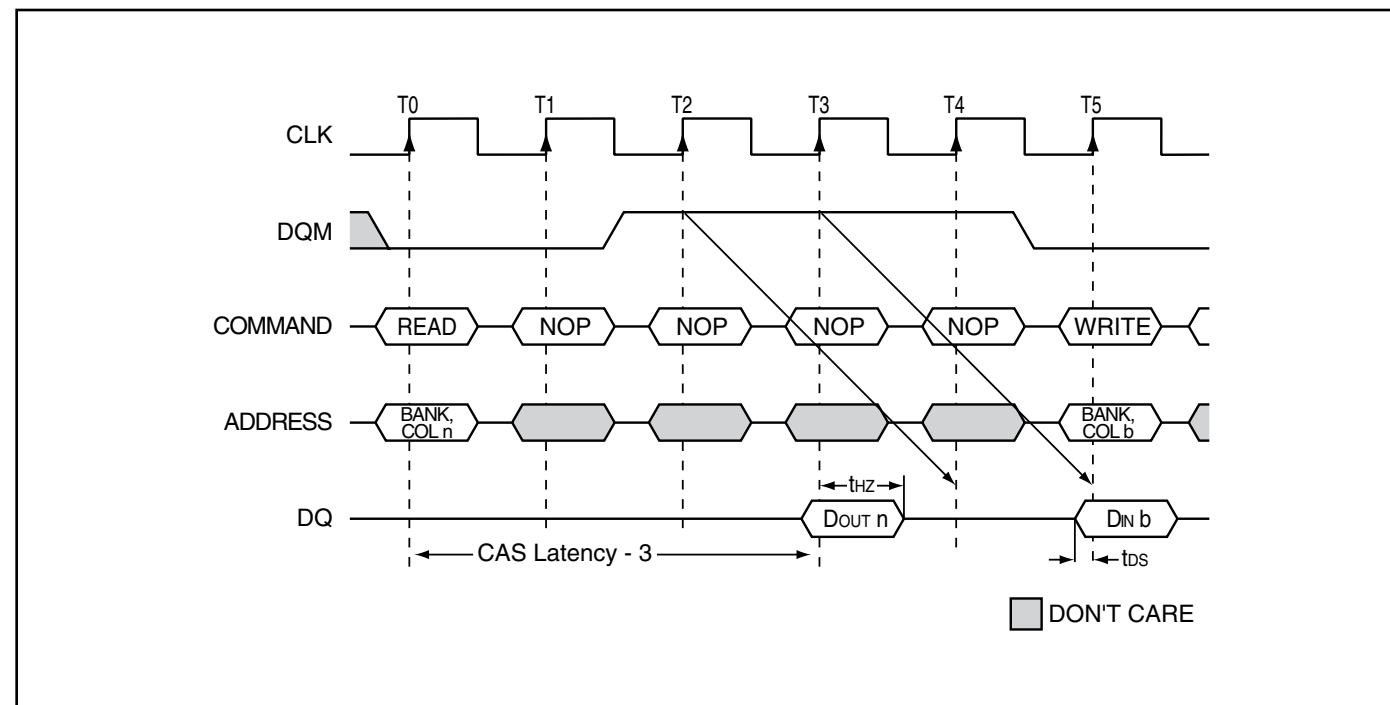 T0 T1 T2 T3 T4 T5
CLK
DQM
COMMAND READ NOP NOP NOP NOP WRITE
ADDRESS BANK, COL n BANK, COL b
tHZ
DQ DOUT n DIN b
CAS Latency - 3 tDS
DON'T CARE